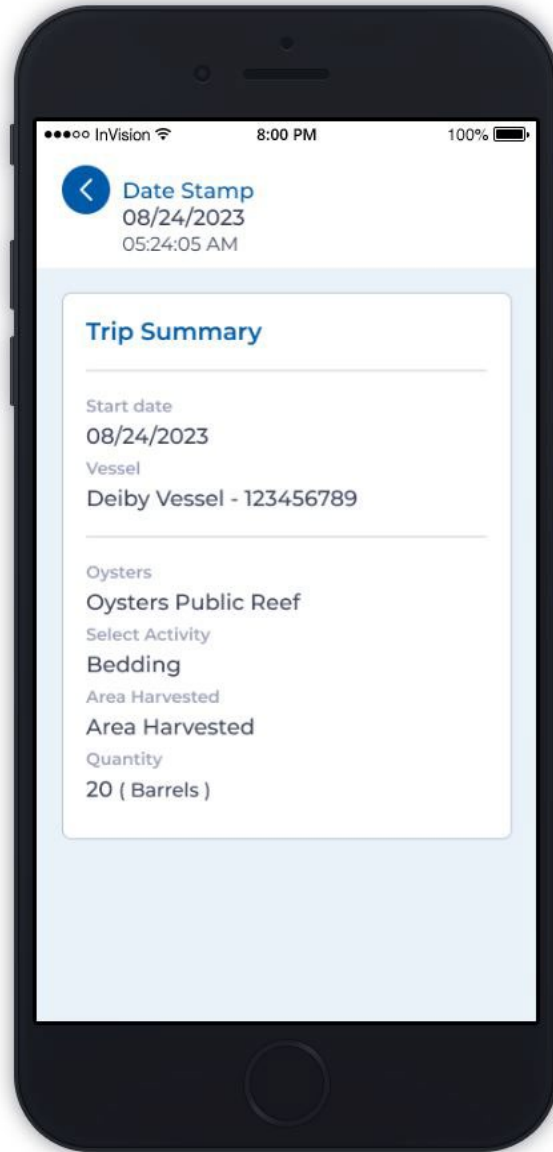 ●●●○○ InVision 8:00 PM 100%
Date Stamp
08/24/2023
05:24:05 AM
Trip Summary
Start date
08/24/2023
Vessel
Deiby Vessel - 123456789
Oysters
Oysters Public Reef
Select Activity
Bedding
Area Harvested
Area Harvested
Quantity
20 ( Barrels )